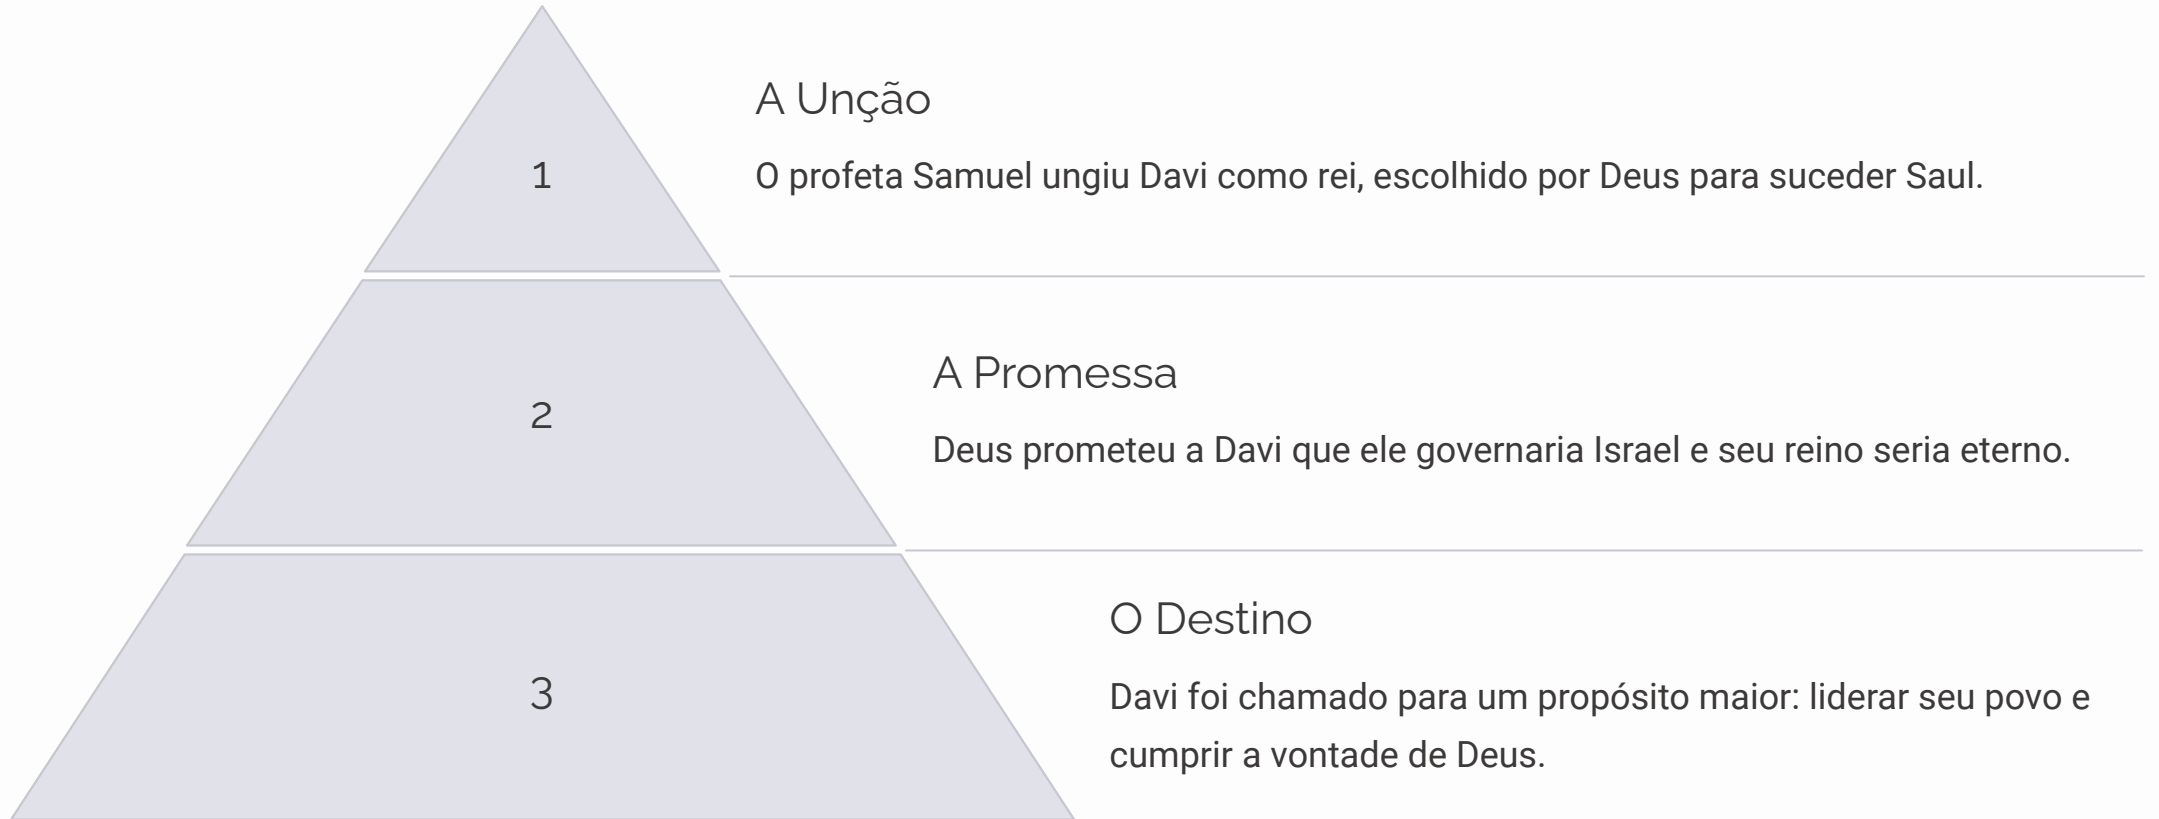 1
A Unção
O profeta Samuel ungiu Davi como rei, escolhido por Deus para suceder Saul.
2
A Promessa
Deus prometeu a Davi que ele governaria Israel e seu reino seria eterno.
3
O Destino
Davi foi chamado para um propósito maior: liderar seu povo e
cumprir a vontade de Deus.